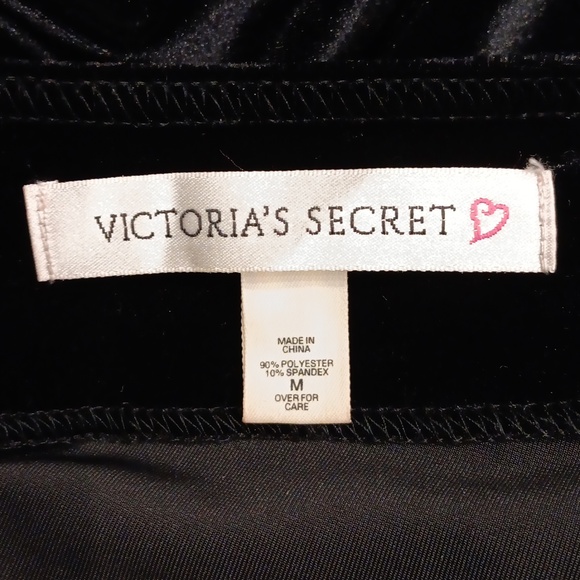 VICTORIA'S SECRET
MADE IN
CHINA
90% POLYESTER
10% SPANDEX
M
OVER FOR
CARE